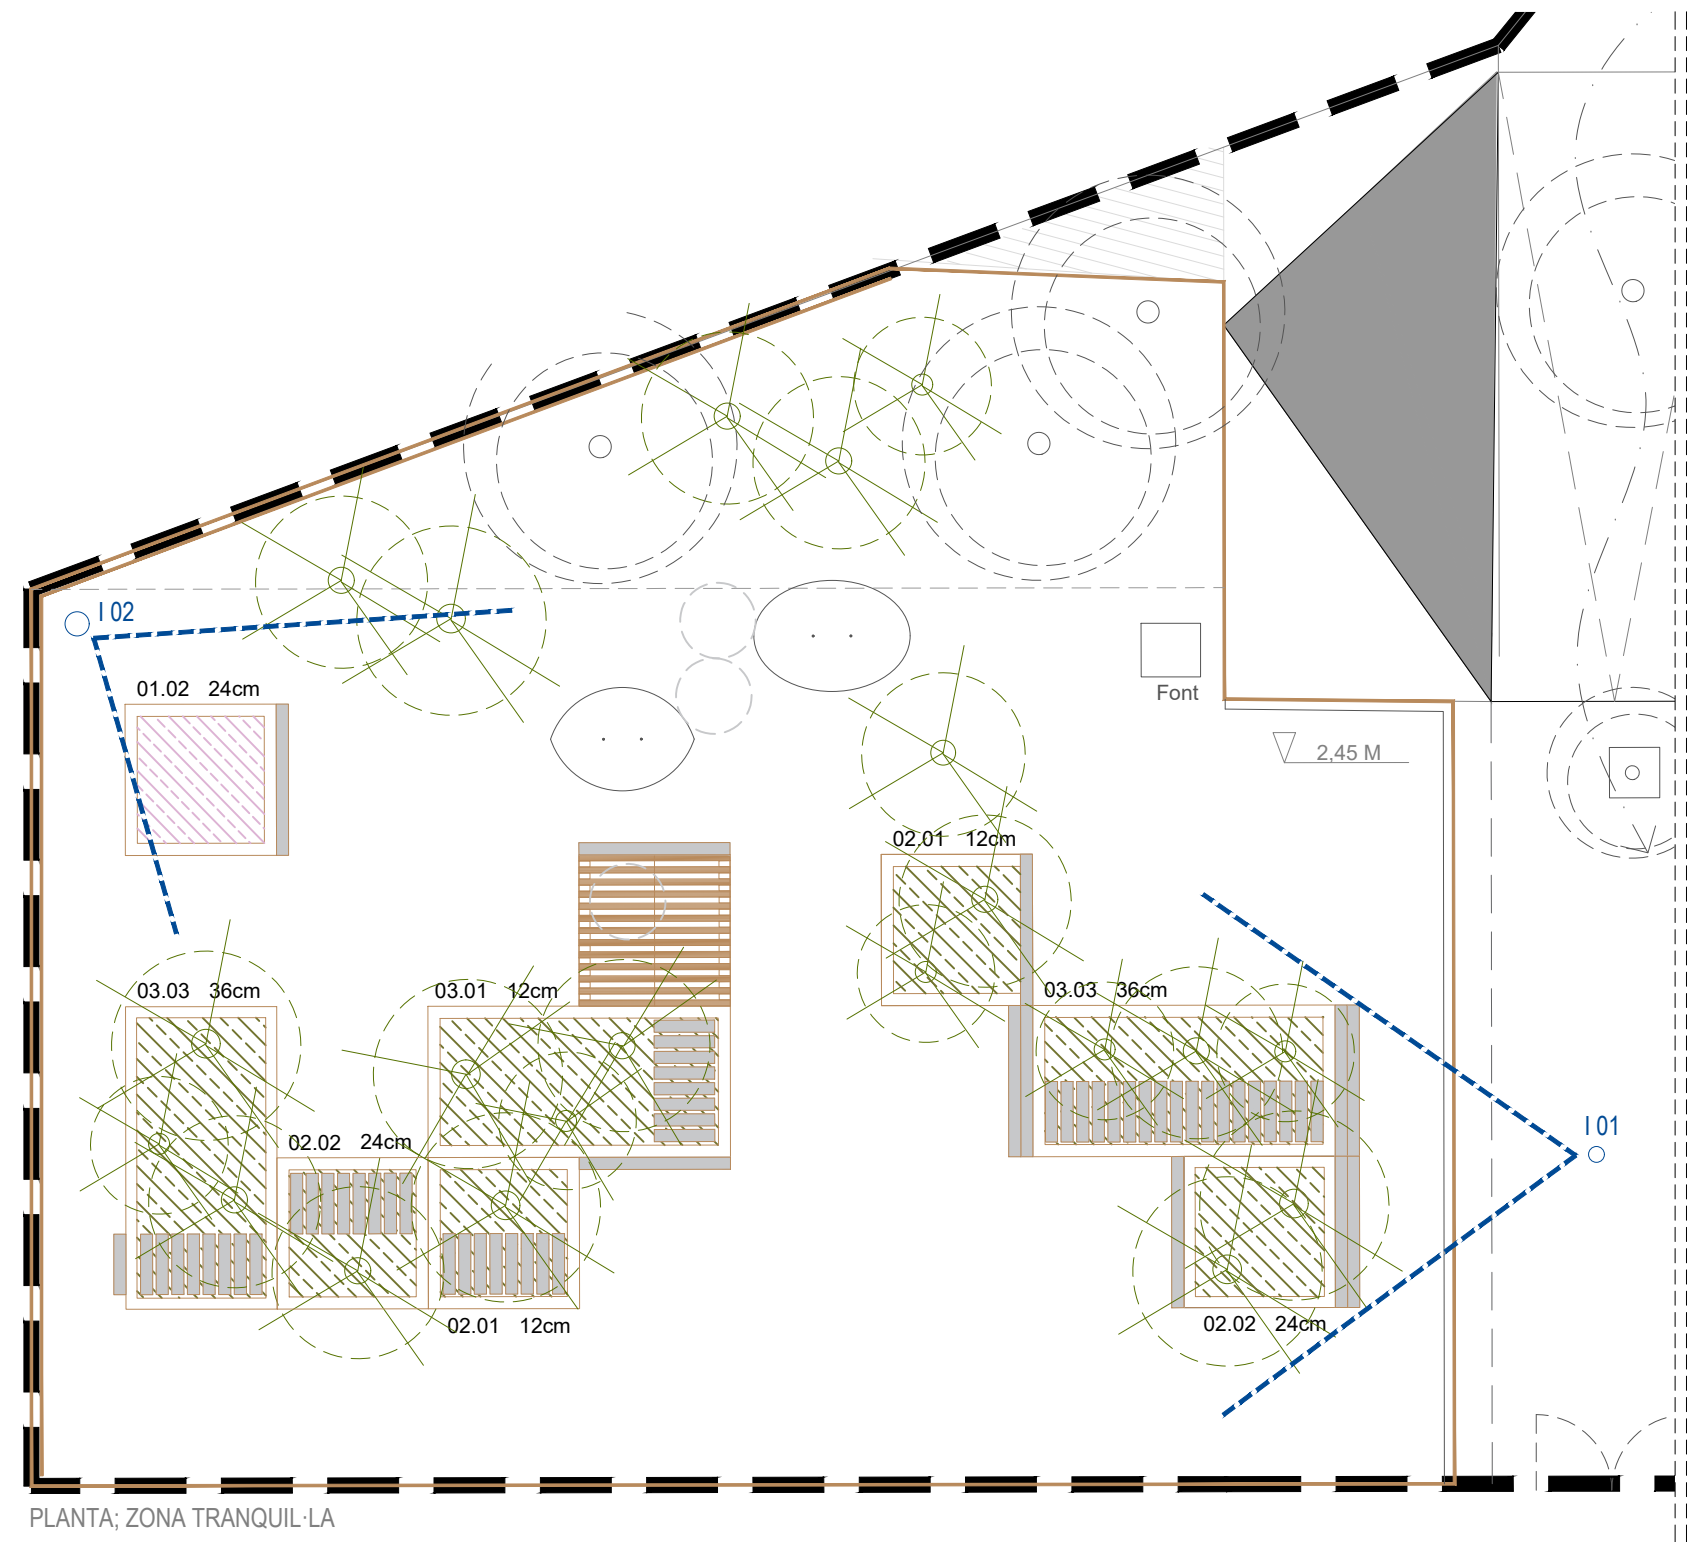 I 02
01.02 24cm
Font
2,45 M
02.01 12cm
03.03 36cm
03.01 12cm
03.03 36cm
I 01
02.02 24cm
02.01 12cm
02.02 24cm
PLANTA; ZONA TRANQUIL·LA